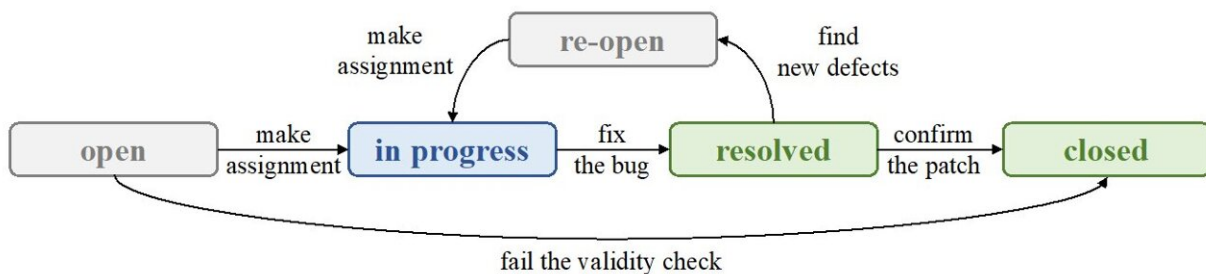 make
assignment
re-open
find
new defects
open
make
assignment
in progress
fix
the bug
resolved
confirm
the patch
closed
fail the validity check